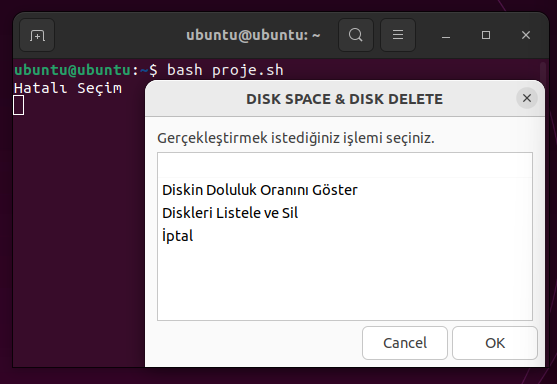 ubuntu@ubuntu: ~
ubuntu@ubuntu:~$ bash proje.sh
Hatalı Seçim
DISK SPACE & DISK DELETE
Gerçekleştirmek istediğiniz işlemi seçiniz.
Diskin Doluluk Oranını Göster
Diskleri Listele ve Sil
İptal
Cancel
OK